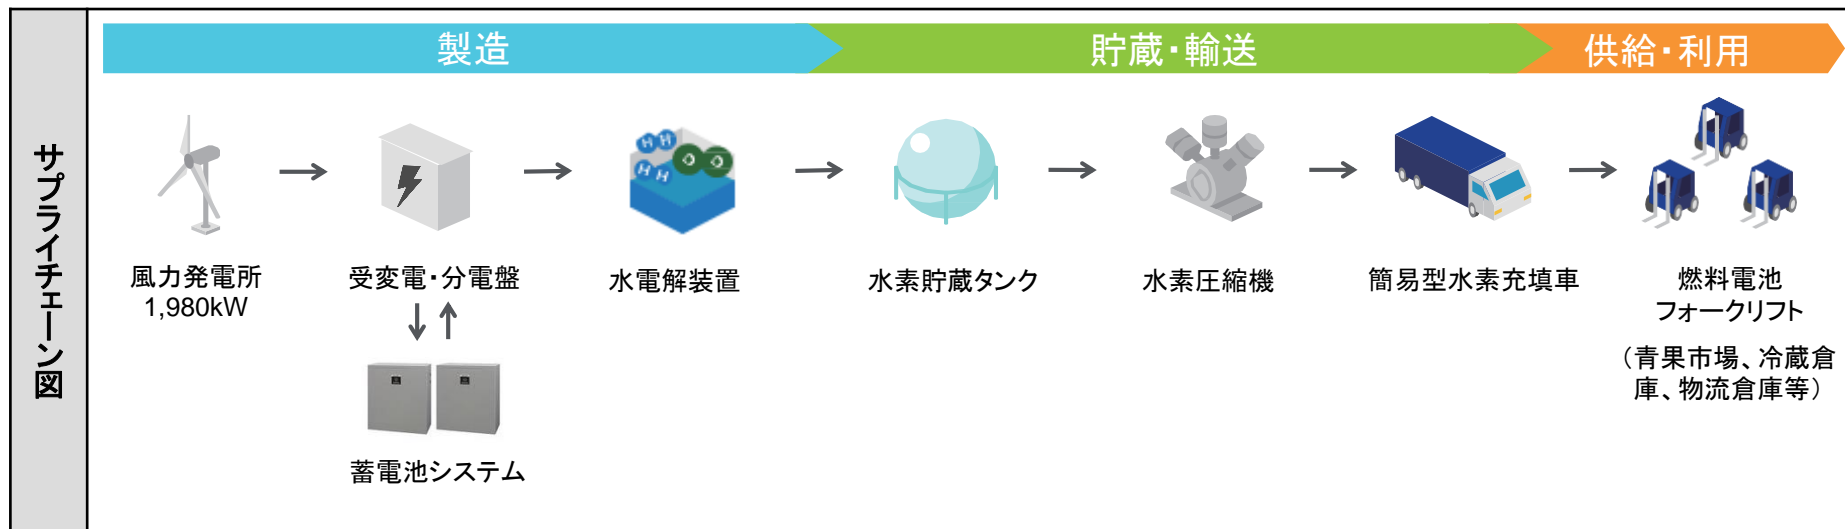 サプライチェーン図
製造
貯蔵・輸送
供給・利用
風力発電所
1,980kW
受変電・分電盤
水電解装置
水素貯蔵タンク
水素圧縮機
簡易型水素充填車
燃料電池
フォークリフト
（青果市場、冷蔵倉
庫、物流倉庫等）
蓄電池システム
H H
H H
O O